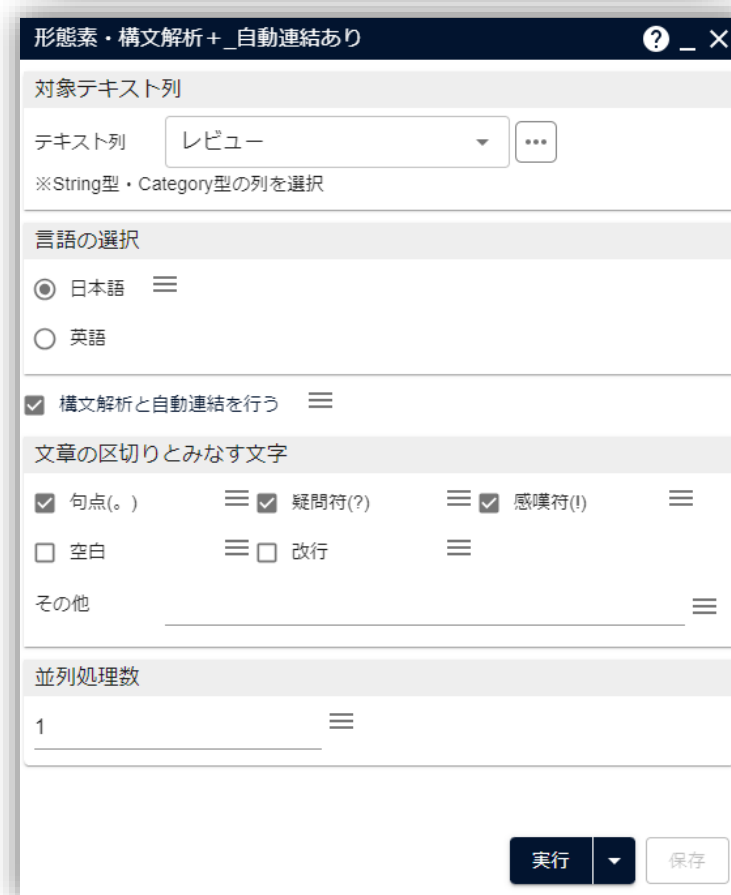 形態素・構文解析+_自動連結あり
対象テキスト列
テキスト列 レビュー
※String型・Category型の列を選択
言語の選択
日本語
英語
構文解析と自動連結を行う
文章の区切りとみなす文字
句点(。) 疑問符(?) 感嘆符(!)
空白 改行
その他
並列処理数
1
実行 保存